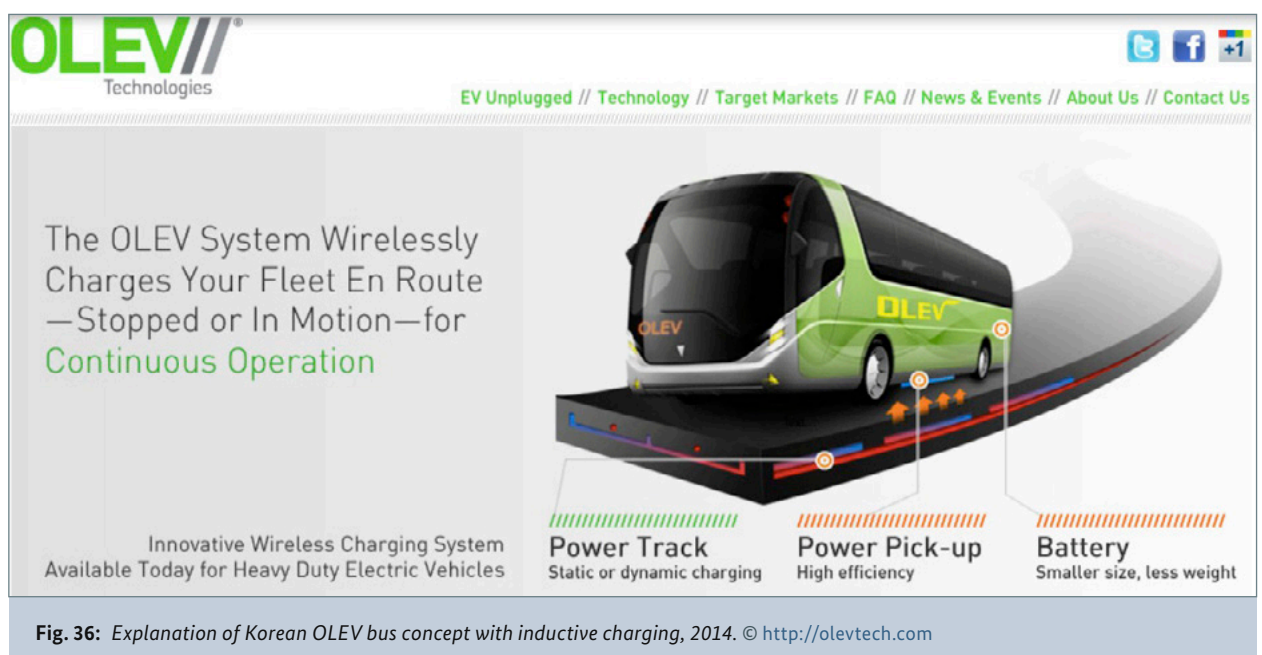 OLEV//®
Technologies
+1
EV Unplugged // Technology // Target Markets // FAQ // News & Events // About Us // Contact Us
The OLEV System Wirelessly
Charges Your Fleet En Route
—Stopped or In Motion—for
Continuous Operation
OLEV
OLEV
Innovative Wireless Charging System
Available Today for Heavy Duty Electric Vehicles
Power Track
Static or dynamic charging
Power Pick-up
High efficiency
Battery
Smaller size, less weight
Fig. 36: Explanation of Korean OLEV bus concept with inductive charging, 2014. © http://olevtech.com